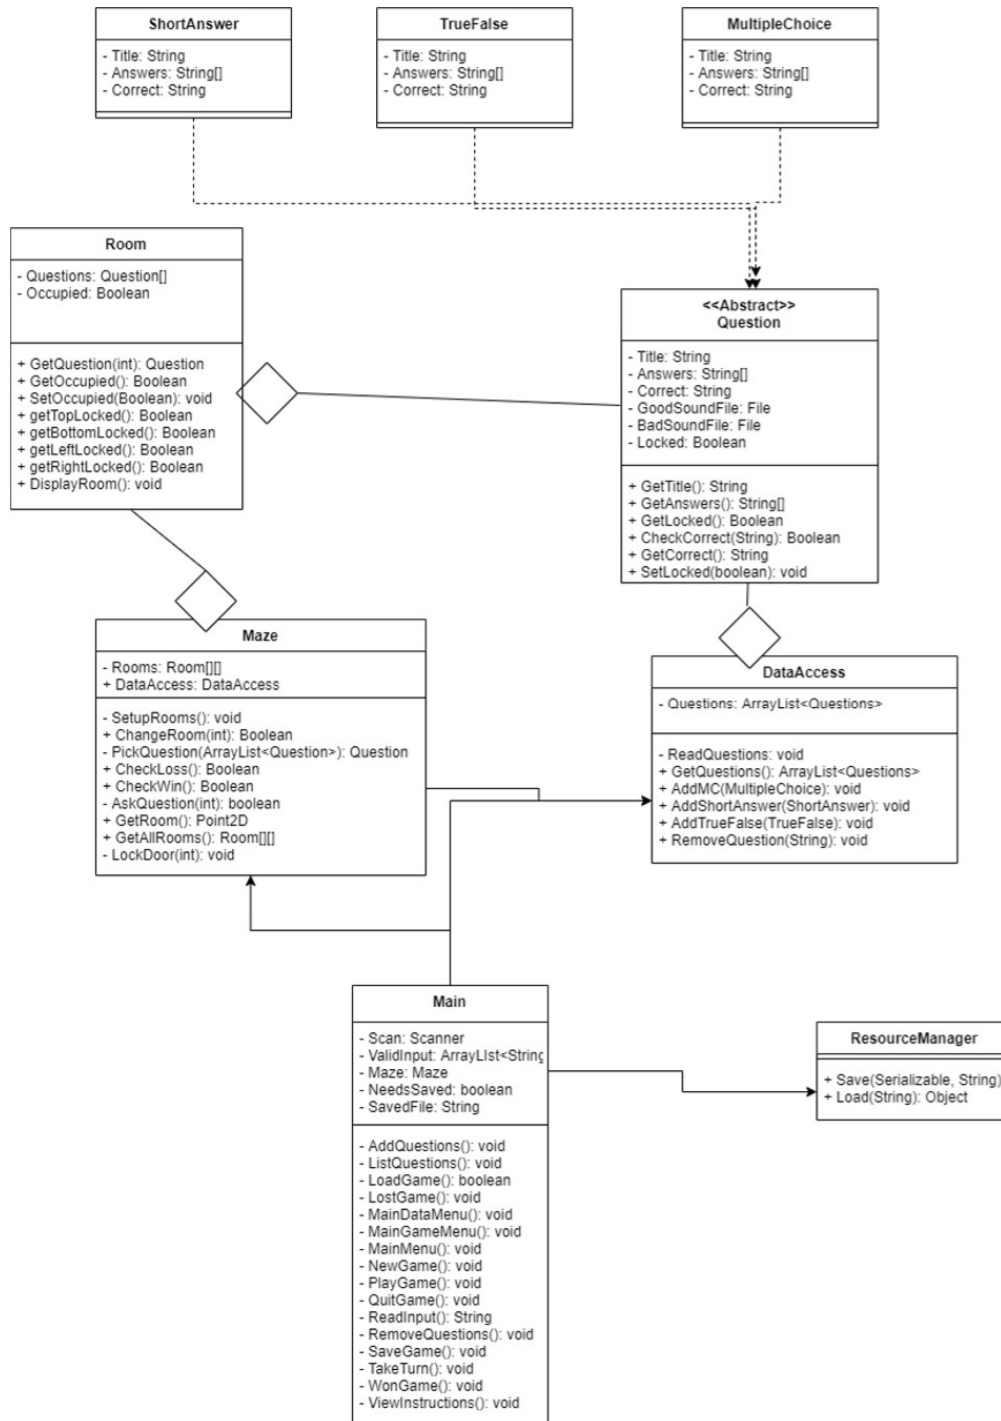 ShortAnswer
- Title: String
- Answers: String[]
- Correct: String
TrueFalse
- Title: String
- Answers: String[]
- Correct: String
MultipleChoice
- Title: String
- Answers: String[]
- Correct: String
Room
- Questions: Question[]
- Occupied: Boolean
+ GetQuestion(int): Question
+ GetOccupied(): Boolean
+ SetOccupied(Boolean): void
+ getTopLocked(): Boolean
+ getBottomLocked(): Boolean
+ getLeftLocked(): Boolean
+ getRightLocked(): Boolean
+ DisplayRoom(): void
<<Abstract>>
Question
- Title: String
- Answers: String[]
- Correct: String
- GoodSoundFile: File
- BadSoundFile: File
- Locked: Boolean
+ GetTitle(): String
+ GetAnswers(): String[]
+ GetLocked(): Boolean
+ CheckCorrect(String): Boolean
+ GetCorrect(): String
+ SetLocked(boolean): void
Maze
- Rooms: Room[][]
+ DataAccess: DataAccess
- SetupRooms(): void
+ ChangeRoom(int): Boolean
- PickQuestion(ArrayList<Question>): Question
+ CheckLoss(): Boolean
+ CheckWin(): Boolean
- AskQuestion(int): boolean
+ GetRoom(): Point2D
+ GetAllRooms(): Room[][]
- LockDoor(int): void
DataAccess
- Questions: ArrayList<Questions>
- ReadQuestions: void
+ GetQuestions(): ArrayList<Questions>
+ AddMC(MultipleChoice): void
+ AddShortAnswer(ShortAnswer): void
+ AddTrueFalse(TrueFalse): void
+ RemoveQuestion(String): void
Main
- Scan: Scanner
- ValidInput: ArrayLIst<String
- Maze: Maze
- NeedsSaved: boolean
- SavedFile: String
- AddQuestions(): void
- ListQuestions(): void
- LoadGame(): boolean
- LostGame(): void
- MainDataMenu(): void
- MainGameMenu(): void
- MainMenu(): void
- NewGame(): void
- PlayGame(): void
- QuitGame(): void
- ReadInput(): String
- RemoveQuestions(): void
- SaveGame(): void
- TakeTurn(): void
- WonGame(): void
- ViewInstructions(): void
ResourceManager
+ Save(Serializable, String)
+ Load(String): Object